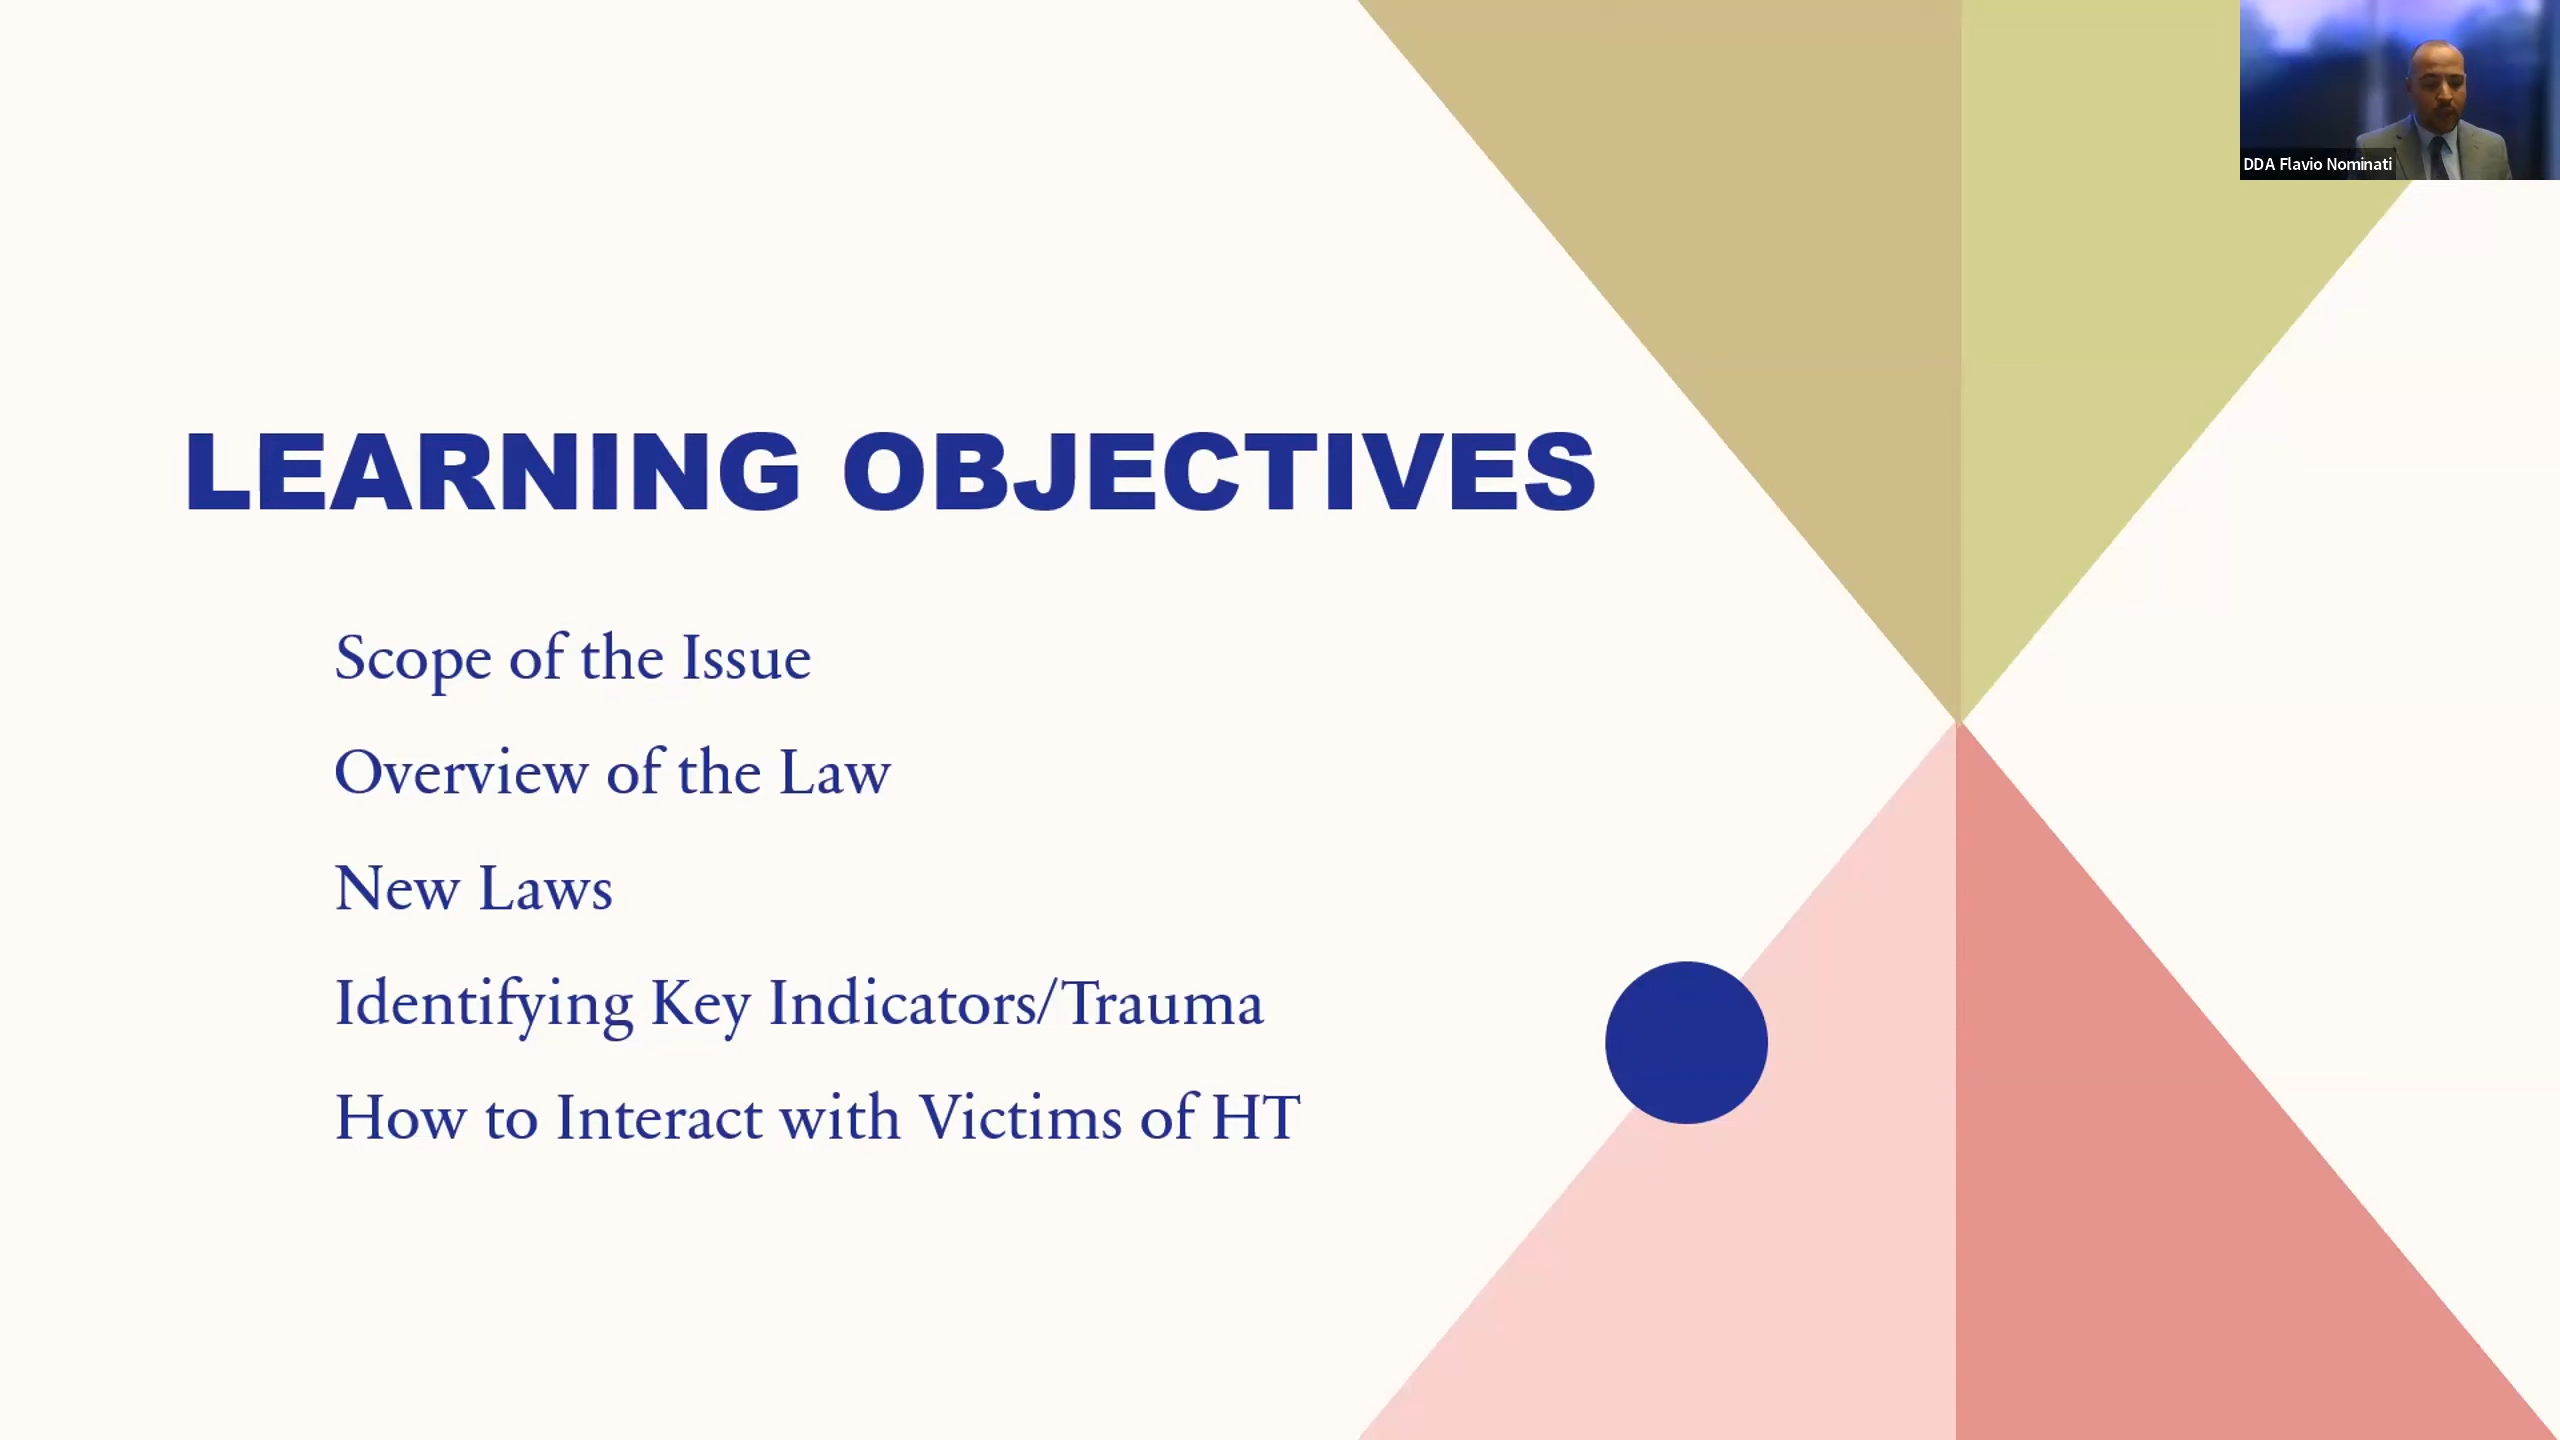 DDA Flavio Nominati
LEARNING OBJECTIVES
Scope of the Issue
Overview of the Law
New Laws
Identifying Key Indicators/Trauma
How to Interact with Victims of HT